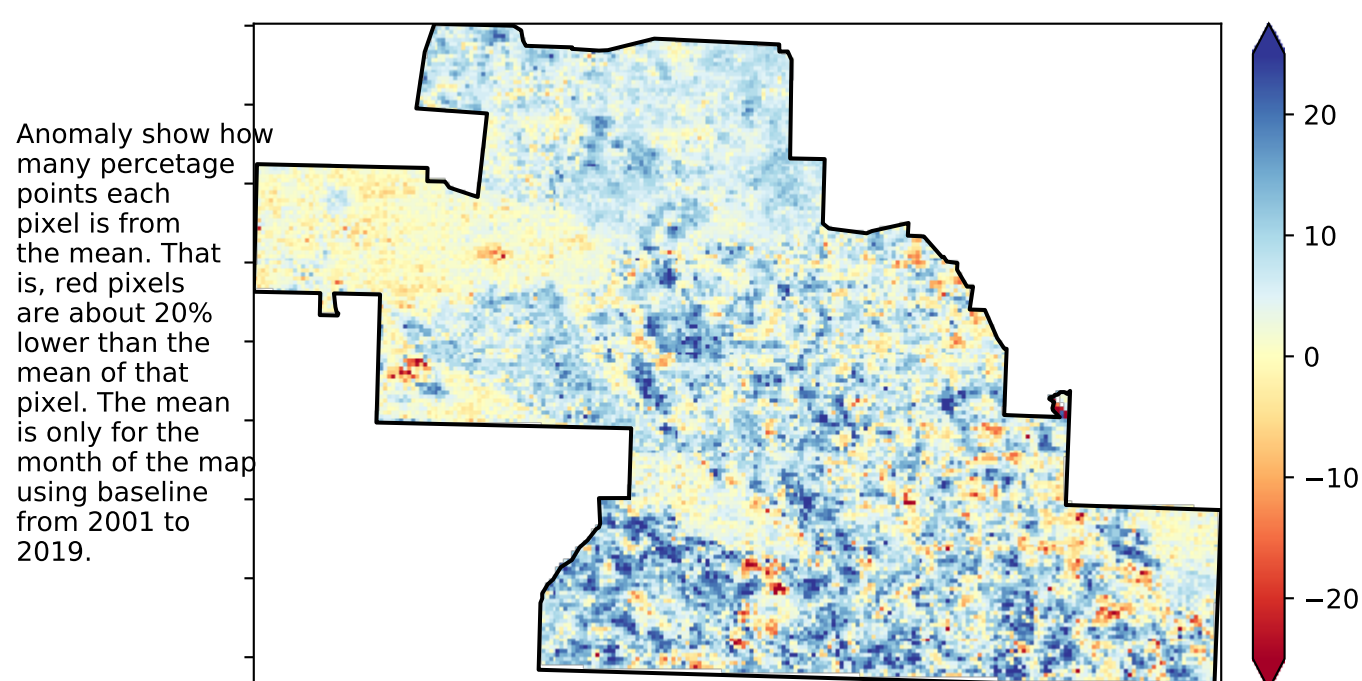 Anomaly show how
many percetage
points each
pixel is from
the mean. That
is, red pixels
are about 20%
lower than the
mean of that
pixel. The mean
is only for the
month of the map
using baseline
from 2001 to
2019.
20
10
0
−10
−20